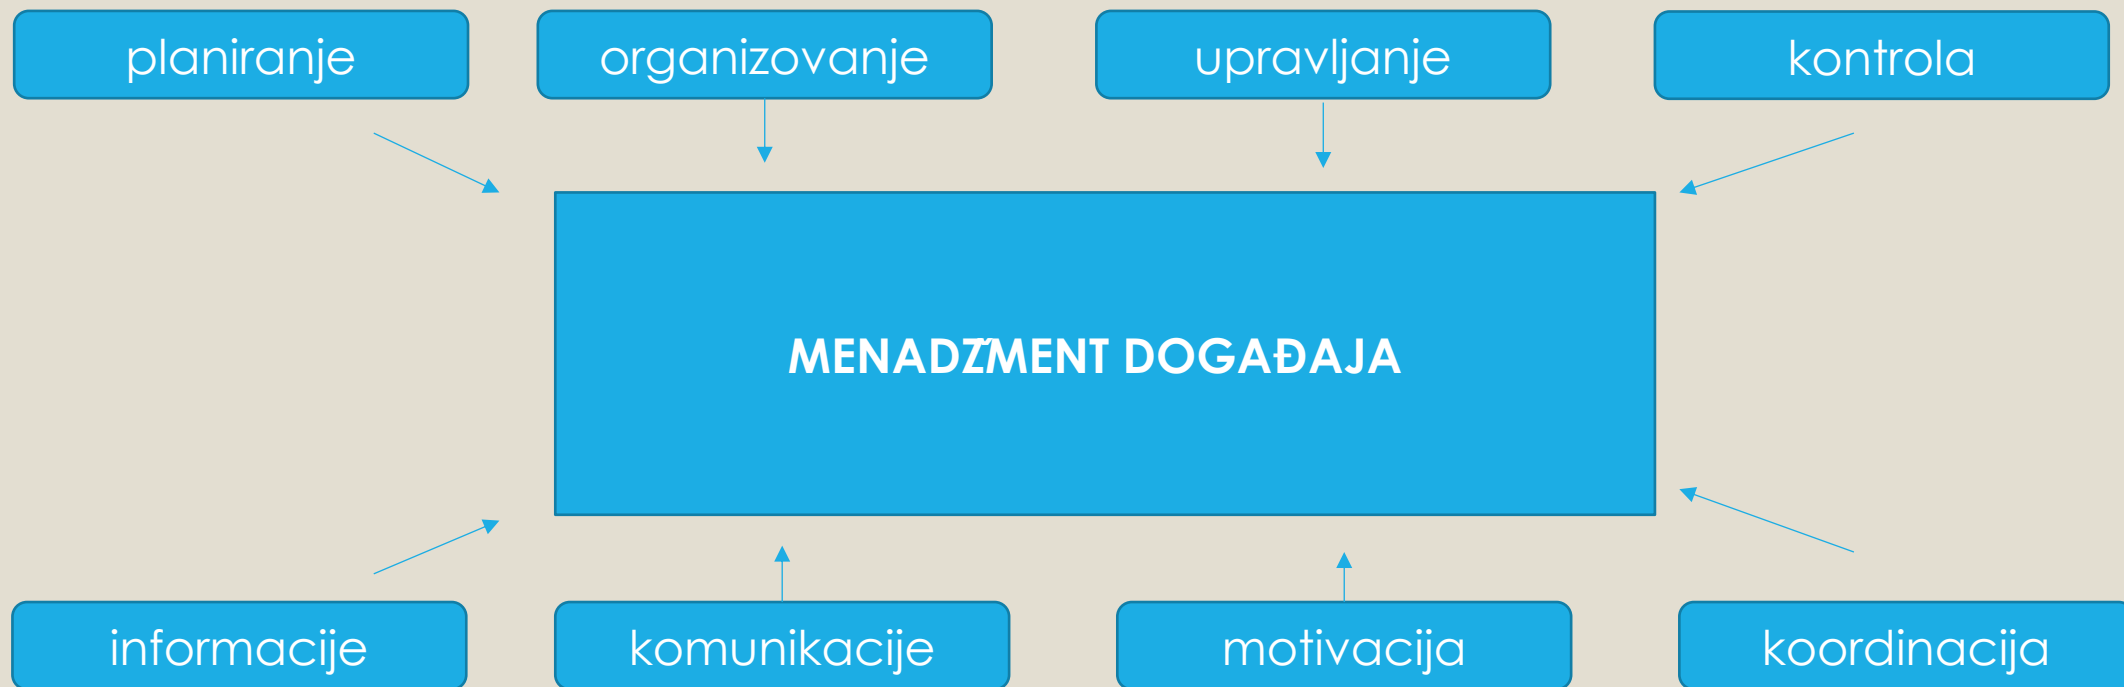 planiranje
organizovanje
upravljanje
kontrola
MENADŽMENT DOGAĐAJA
informacije
komunikacije
motivacija
koordinacija